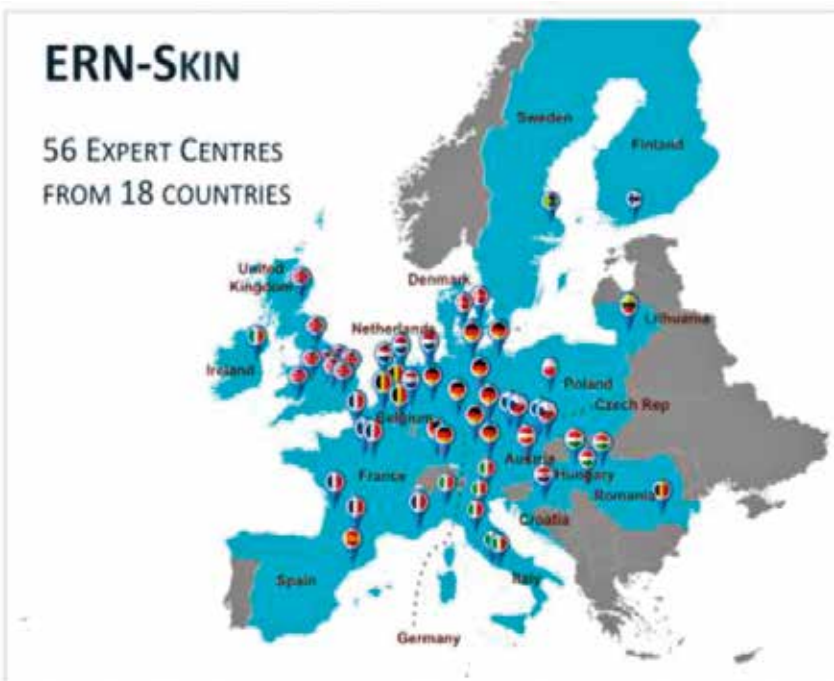 ERN-SKIN
56 EXPERT CENTRES
FROM 18 COUNTRIES
Sweden
Finland
United
Kingdom
Denmark
Netherlands
Lithuania
Ireland
Poland
Belgium
Czech Rep
France
Austria
Hungary
Romania
Croatia
Spain
Italy
Germany